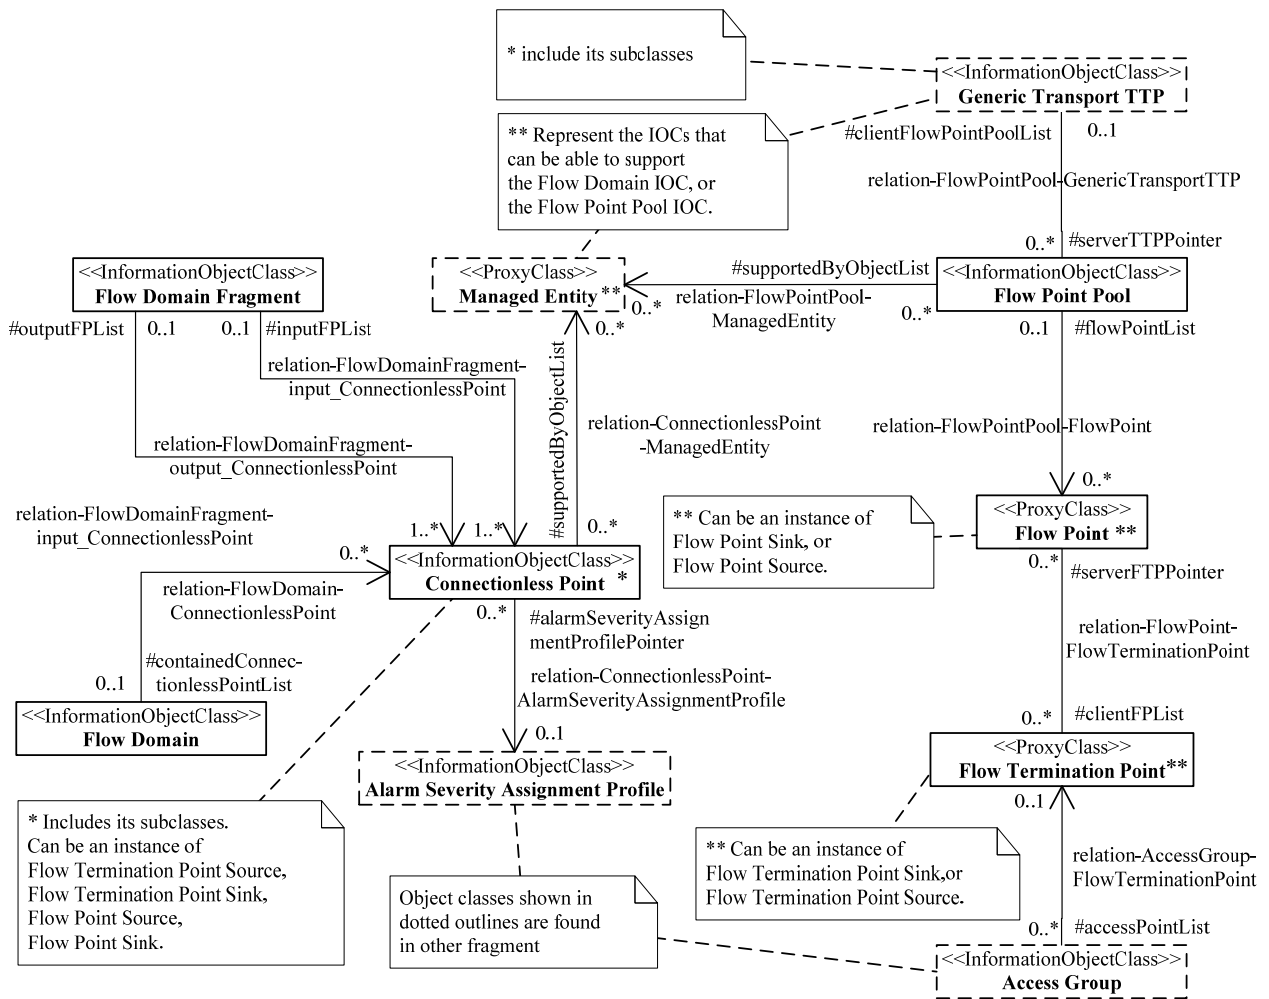 * include its subclasses
<<InformationObjectClass>>
Generic Transport TTP
** Represent the IOCs that
can be able to support
the Flow Domain IOC, or
the Flow Point Pool IOC.
#clientFlowPointPoolList
0..1
relation-FlowPointPool-GenericTransportTTP
0..*
#serverTTPPointer
<<InformationObjectClass>>
Flow Domain Fragment
<<ProxyClass>>
Managed Entity **
#supportedByObjectList
0..*
relation-FlowPointPool-
ManagedEntity
0..*
<<InformationObjectClass>>
Flow Point Pool
#outputFPList
0..1
0..1
#inputFPList
0..*
0..1
#flowPointList
relation-FlowDomainFragment-
input_ConnectionlessPoint
#supportedByObjectList
relation-ConnectionlessPoint
-ManagedEntity
relation-FlowPointPool-FlowPoint
relation-FlowDomainFragment-
output_ConnectionlessPoint
0..*
relation-FlowDomainFragment-
input_ConnectionlessPoint
1..*
1..*
0..*
** Can be an instance of
Flow Point Sink, or
Flow Point Source.
<<ProxyClass>>
Flow Point **
0..*
<<InformationObjectClass>>
Connectionless Point *
0..*
#serverFTPPointer
relation-FlowDomain-
ConnectionlessPoint
0..*
#alarmSeverityAssign
mentProfilePointer
relation-FlowPoint-
FlowTerminationPoint
#containedConnec-
tionlessPointList
0..1
relation-ConnectionlessPoint-
AlarmSeverityAssignmentProfile
<<InformationObjectClass>>
Flow Domain
0..1
0..*
#clientFPList
<<InformationObjectClass>>
Alarm Severity Assignment Profile
<<ProxyClass>>
Flow Termination Point**
0..1
* Includes its subclasses.
Can be an instance of
Flow Termination Point Source,
Flow Termination Point Sink,
Flow Point Source,
Flow Point Sink.
** Can be an instance of
Flow Termination Point Sink,or
Flow Termination Point Source.
relation-AccessGroup-
FlowTerminationPoint
Object classes shown in
dotted outlines are found
in other fragment
0..*
#accessPointList
<<InformationObjectClass>>
Access Group